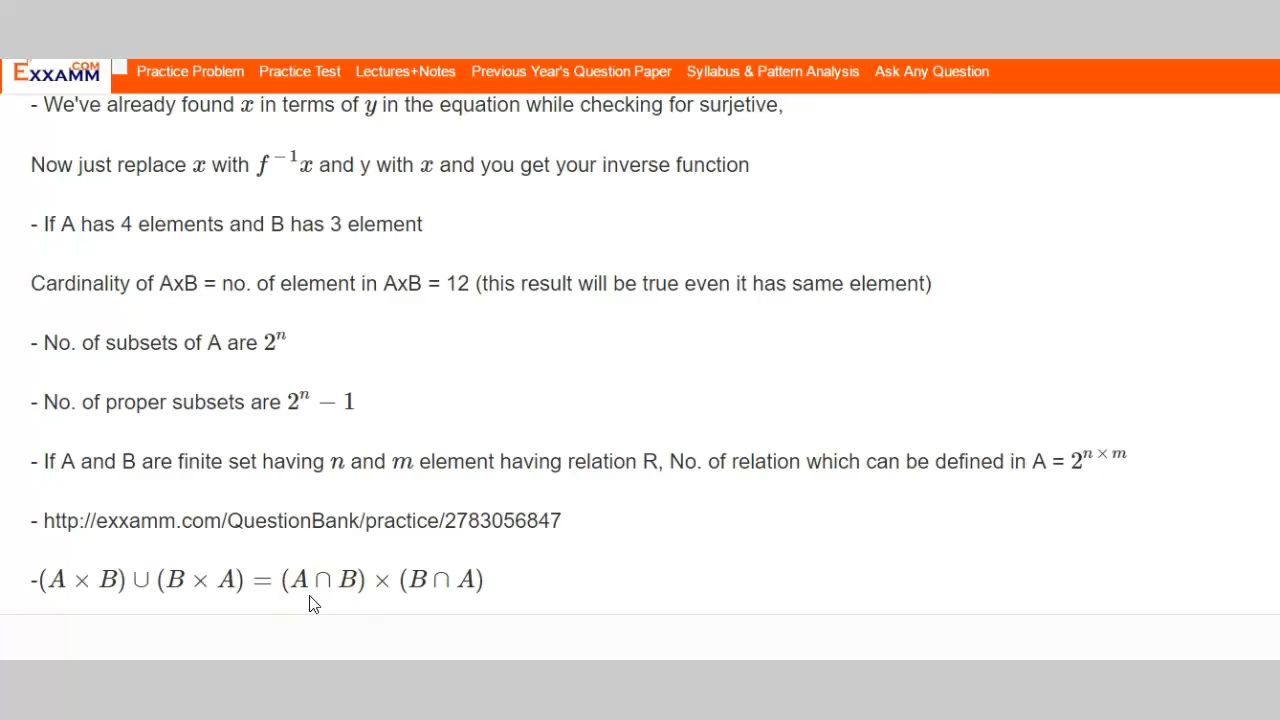 EXXAMM.COM Practice Problem Practice Test Lectures+Notes Previous Year's Question Paper Syllabus & Pattern Analysis Ask Any Question
- We've already found x in terms of y in the equation while checking for surjetive,
Now just replace x with f⁻¹x and y with x and you get your inverse function
- If A has 4 elements and B has 3 element
Cardinality of AxB = no. of element in AxB = 12 (this result will be true even it has same element)
- No. of subsets of A are 2ⁿ
- No. of proper subsets are 2ⁿ − 1
- If A and B are finite set having n and m element having relation R, No. of relation which can be defined in A = 2ⁿ ˣ ᵐ
- http://exxamm.com/QuestionBank/practice/2783056847
-(A × B) ∪ (B × A) = (A ∩ B) × (B ∩ A)